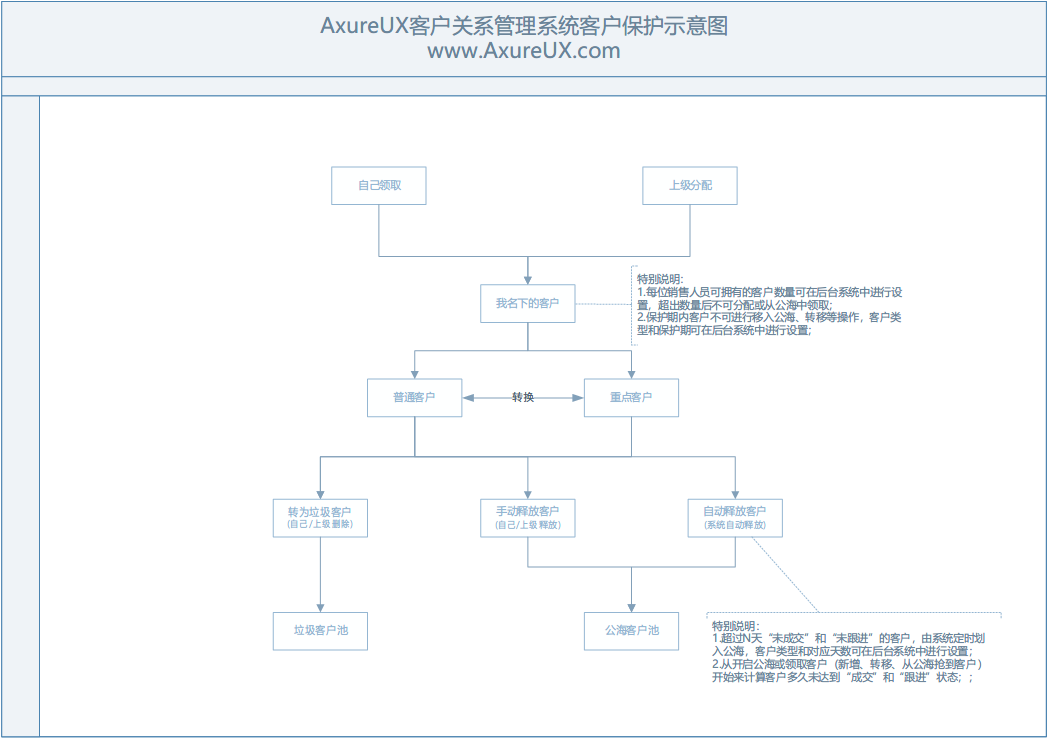 AxureUX客户关系管理系统客户保护示意图
www.AxureUX.com
自己领取
上级分配
我名下的客户
特别说明：
1.每位销售人员可拥有的客户数量可在后台系统中进行设
置，超出数量后不可分配或从公海中领取；
2.保护期内客户不可进行移入公海、转移等操作，客户类
型和保护期可在后台系统中进行设置；
普通客户
转换
重点客户
转为垃圾客户
(自己/上级删除)
手动释放客户
(自己/上级释放)
自动释放客户
(系统自动释放)
垃圾客户池
公海客户池
特别说明：
1.超过N天“未成交”和“未跟进”的客户，由系统定时划
入公海，客户类型和对应天数可在后台系统中进行设置；
2.从开启公海或领取客户（新增、转移、从公海抢到客户）
开始来计算客户多久未达到“成交”和“跟进”状态；；